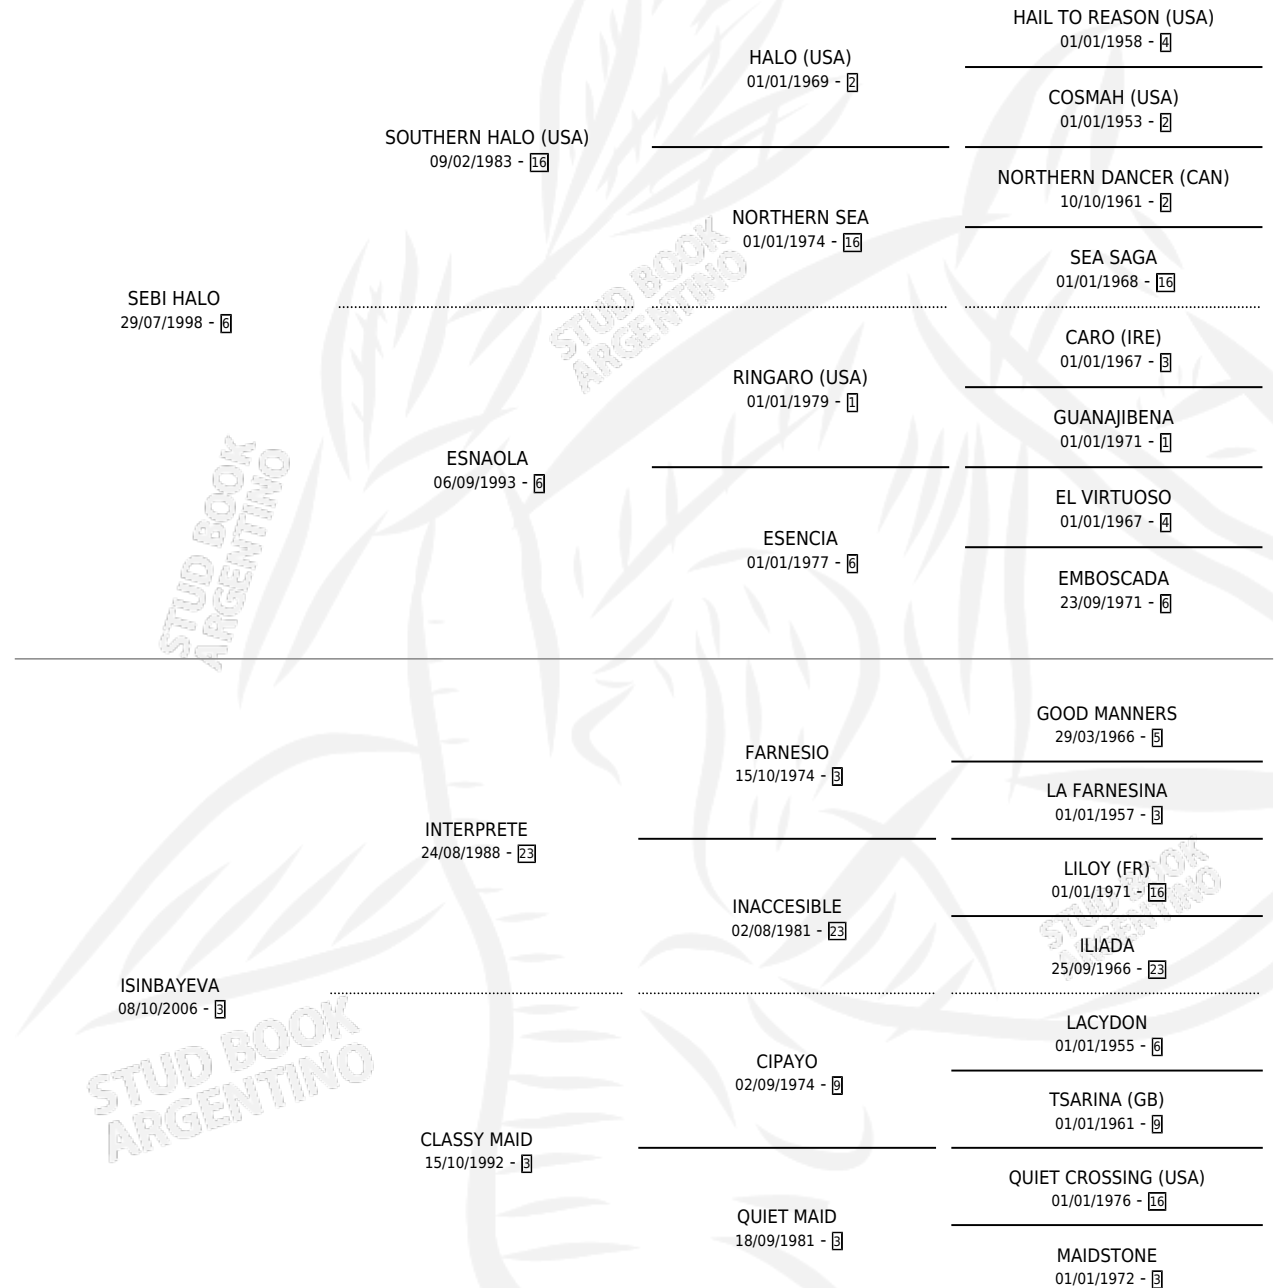 HAIL TO REASON (USA)
01/01/1958 - 4
HALO (USA)
01/01/1969 - 2
COSMAH (USA)
01/01/1953 - 2
SOUTHERN HALO (USA)
09/02/1983 - 16
NORTHERN DANCER (CAN)
10/10/1961 - 2
NORTHERN SEA
01/01/1974 - 16
SEA SAGA
01/01/1968 - 16
SEBI HALO
29/07/1998 - 6
CARO (IRE)
01/01/1967 - 3
RINGARO (USA)
01/01/1979 - 1
GUANAJIBENA
01/01/1971 - 1
ESNAOLA
06/09/1993 - 6
EL VIRTUOSO
01/01/1967 - 4
ESENCIA
01/01/1977 - 6
EMBOSCADA
23/09/1971 - 6
GOOD MANNERS
29/03/1966 - 5
FARNESIO
15/10/1974 - 3
LA FARNESINA
01/01/1957 - 3
INTERPRETE
24/08/1988 - 23
LILOY (FR)
01/01/1971 - 16
INACCESIBLE
02/08/1981 - 23
ILIADA
25/09/1966 - 23
ISINBAYEVA
08/10/2006 - 3
LACYDON
01/01/1955 - 6
CIPAYO
02/09/1974 - 9
TSARINA (GB)
01/01/1961 - 9
CLASSY MAID
15/10/1992 - 3
QUIET CROSSING (USA)
01/01/1976 - 16
QUIET MAID
18/09/1981 - 3
MAIDSTONE
01/01/1972 - 3
STUD BOOK
ARGENTINO
STUD BOOK
ARGENTINO
STUD BOOK
ARGENTINO
STUD BOOK
ARGENTINO